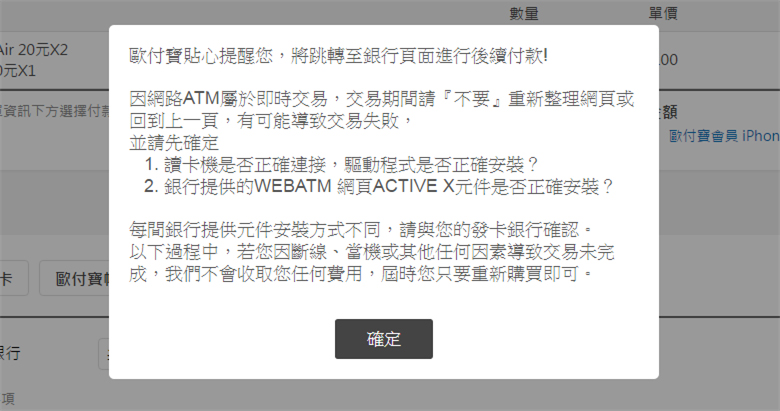 數量 單價
Air 20元X2
0元X1
.00
資訊下方選擇付
額
歐付寶會員 iPhon
歐付寶貼心提醒您，將跳轉至銀行頁面進行後續付款!
因網路ATM屬於即時交易，交易期間請『不要』重新整理網頁或
回到上一頁，有可能導致交易失敗，
並請先確定
1. 讀卡機是否正確連接，驅動程式是否正確安裝？
2. 銀行提供的WEBATM 網頁ACTIVE X元件是否正確安裝？
每間銀行提供元件安裝方式不同，請與您的發卡銀行確認。
以下過程中，若您因斷線、當機或其他任何因素導致交易未完
成，我們不會收取您任何費用，屆時您只要重新購買即可。
確定
卡 歐付寶
銀行
項